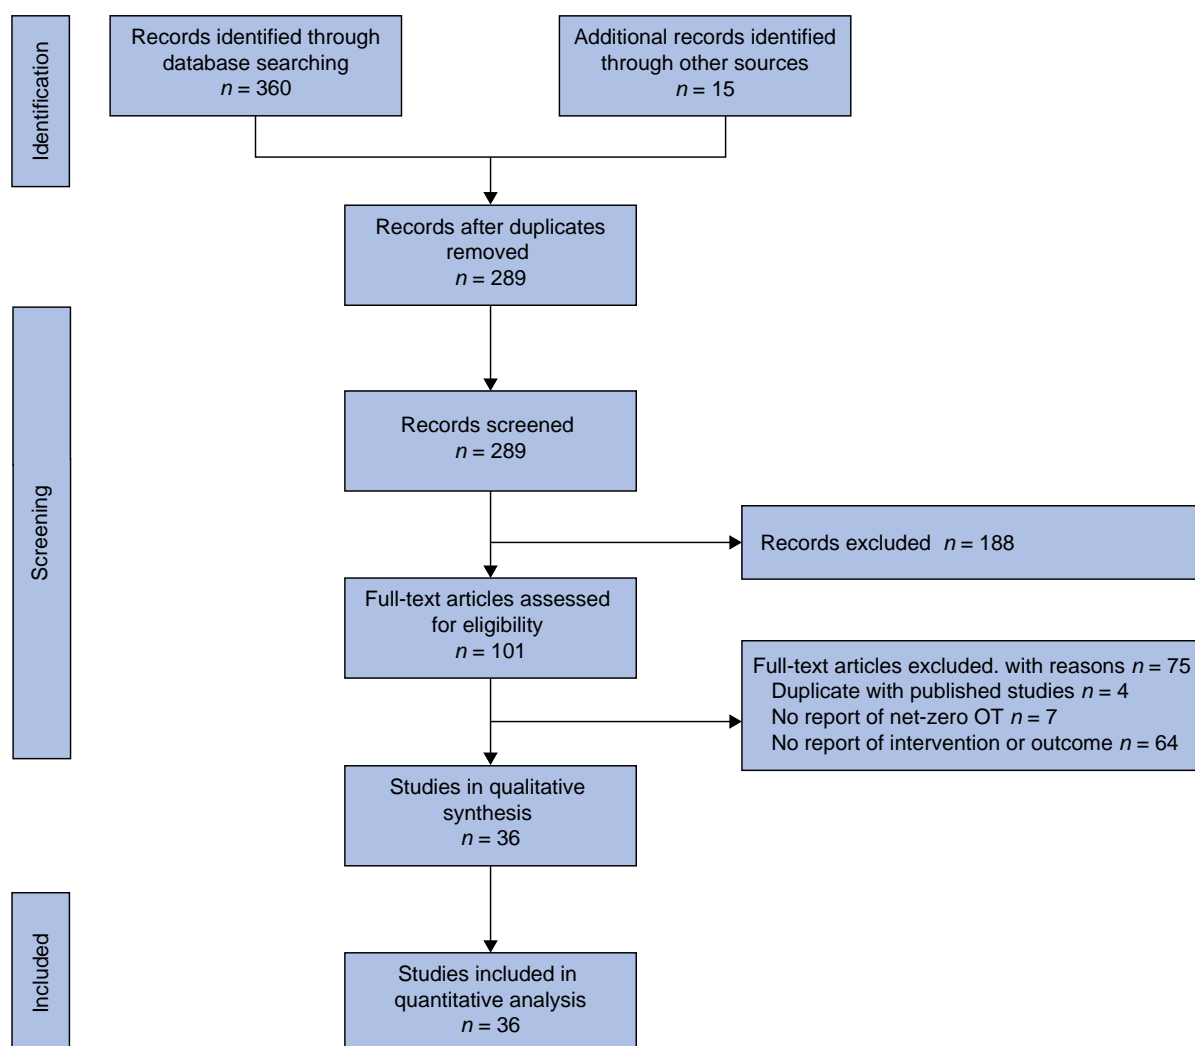 Identification
Records identified through
database searching
n = 360
Additional records identified
through other sources
n = 15
Records after duplicates
removed
n = 289
Screening
Records screened
n = 289
Records excluded n = 188
Full-text articles assessed
for eligibility
n = 101
Full-text articles excluded. with reasons n = 75
Duplicate with published studies n = 4
No report of net-zero OT n = 7
No report of intervention or outcome n = 64
Studies in qualitative
synthesis
n = 36
Included
Studies included in
quantitative analysis
n = 36